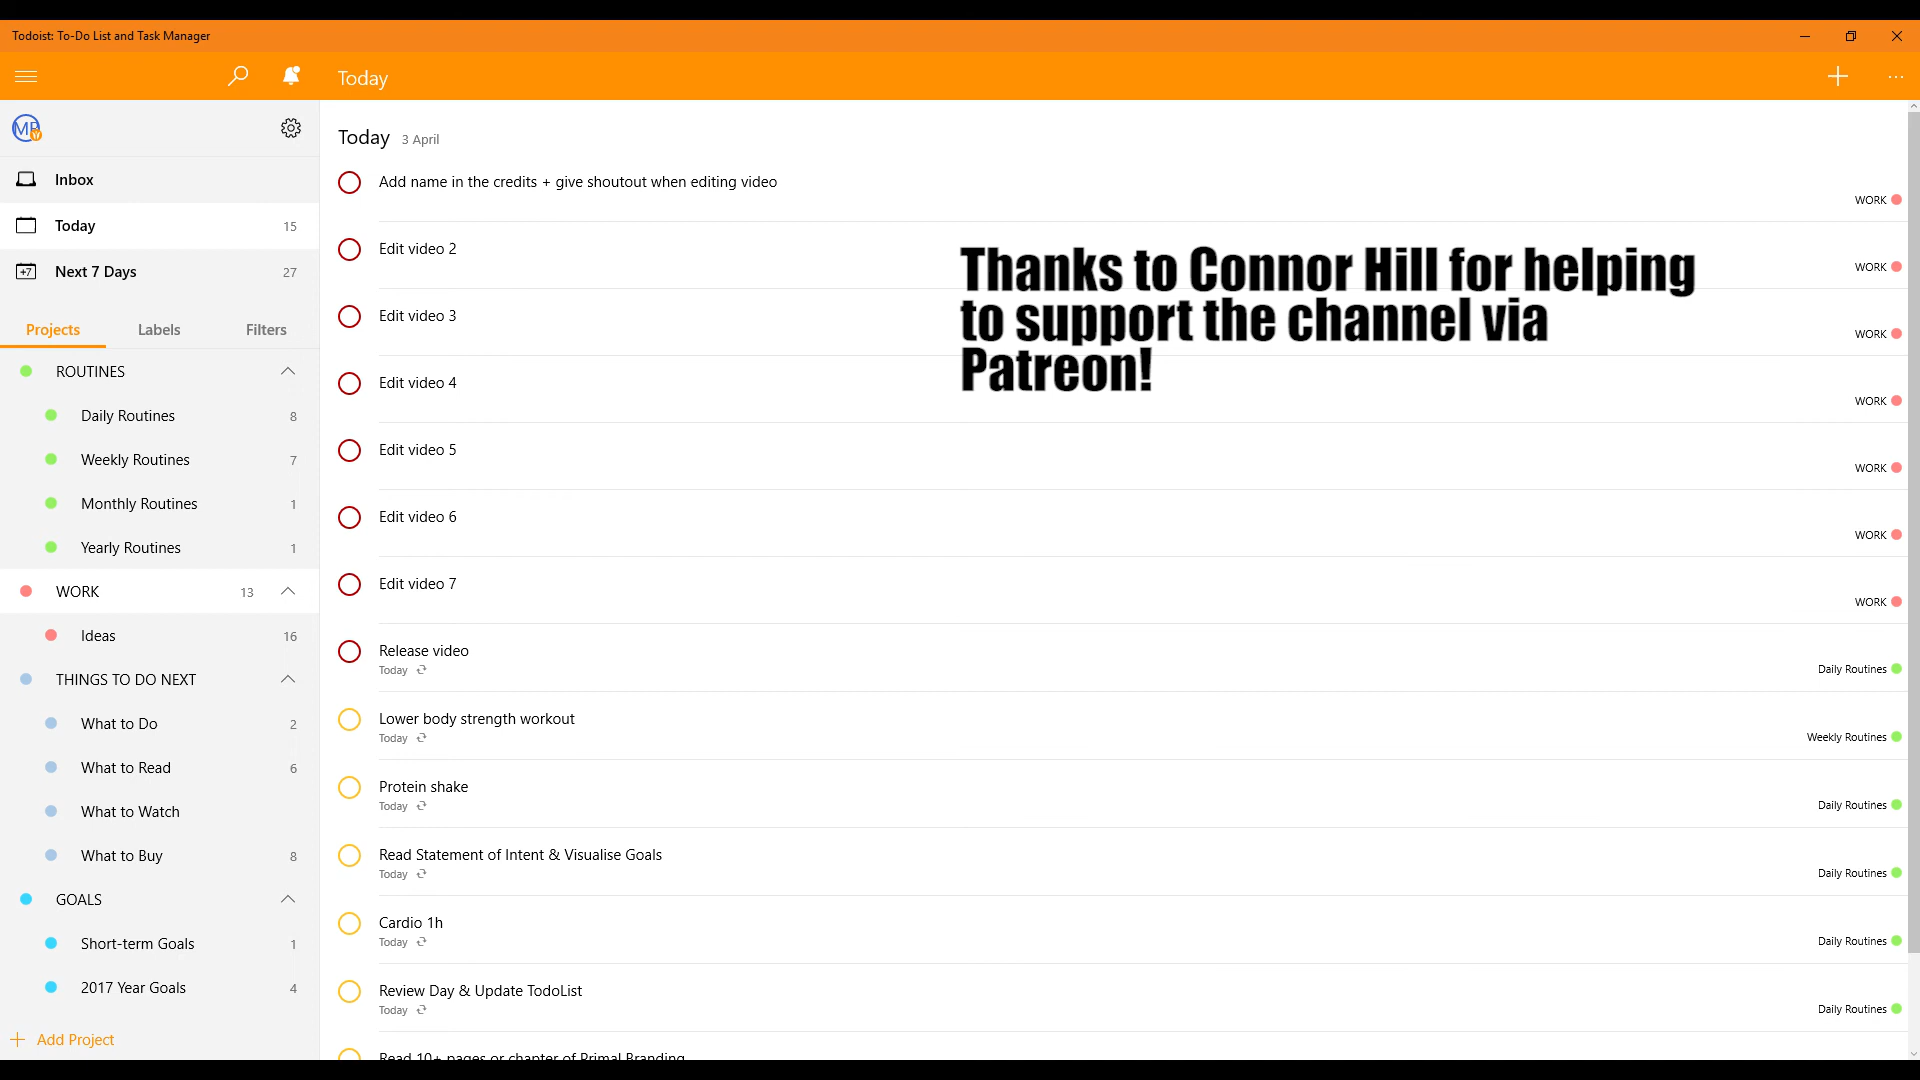 Todoist: To-Do List and Task Manager
Today
Inbox
Today 15
Next 7 Days 27
Projects Labels Filters
ROUTINES
Daily Routines 8
Weekly Routines 7
Monthly Routines 1
Yearly Routines 1
WORK 13
Ideas 16
THINGS TO DO NEXT
What to Do 2
What to Read 6
What to Watch
What to Buy 8
GOALS
Short-term Goals 1
2017 Year Goals 4
Add Project
Today 3 April
Add name in the credits + give shoutout when editing video
WORK
Edit video 2
WORK
Edit video 3
WORK
Edit video 4
WORK
Edit video 5
WORK
Edit video 6
WORK
Edit video 7
WORK
Release video
Today
Daily Routines
Lower body strength workout
Today
Weekly Routines
Protein shake
Today
Daily Routines
Read Statement of Intent & Visualise Goals
Today
Daily Routines
Cardio 1h
Today
Daily Routines
Review Day & Update TodoList
Today
Daily Routines
Read 10+ pages or chapter of Primal Branding
Thanks to Connor Hill for helping
to support the channel via
Patreon!